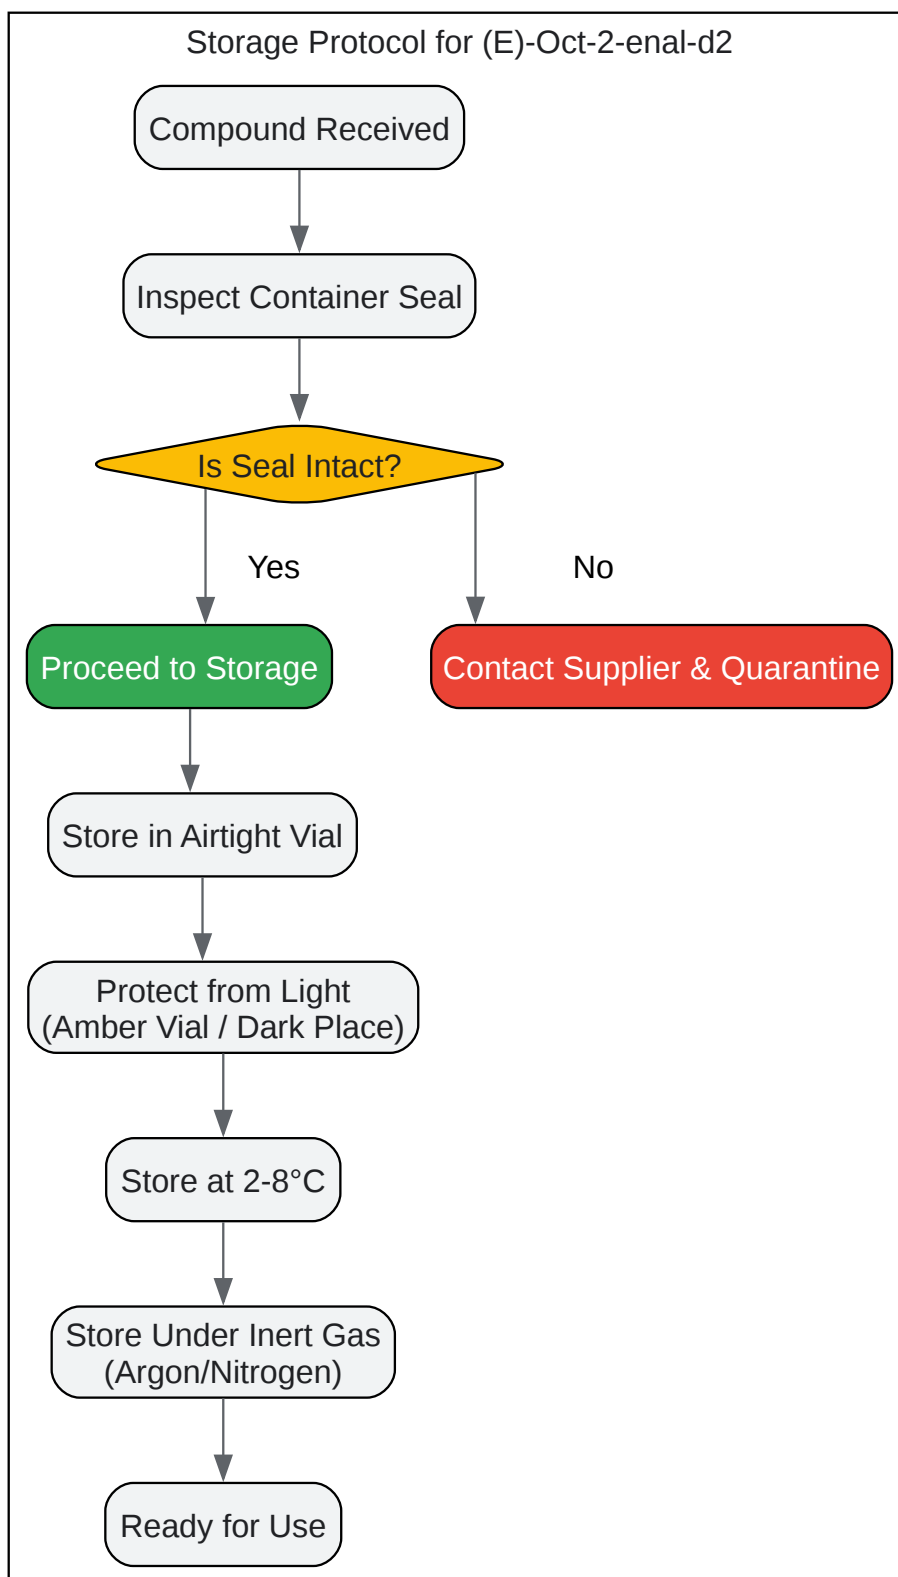 Storage Protocol for (E)-Oct-2-enal-d2
Compound Received
Inspect Container Seal
Is Seal Intact?
Yes
No
Proceed to Storage
Contact Supplier & Quarantine
Store in Airtight Vial
Protect from Light
(Amber Vial / Dark Place)
Store at 2-8°C
Store Under Inert Gas
(Argon/Nitrogen)
Ready for Use